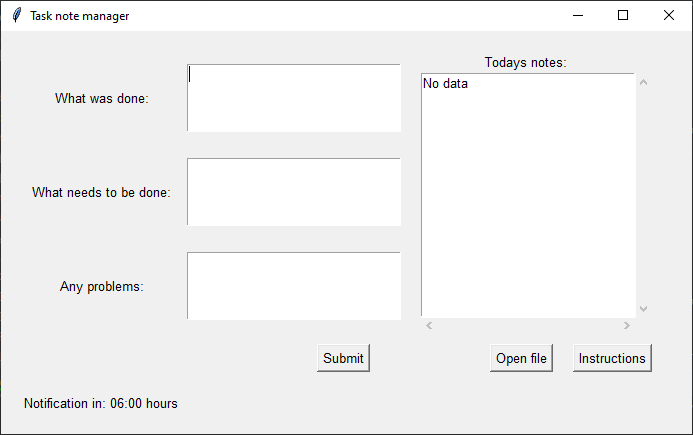 Task note manager
Todays notes:
What was done:
No data
What needs to be done:
Any problems:
Submit
Open file
Instructions
Notification in: 06:00 hours